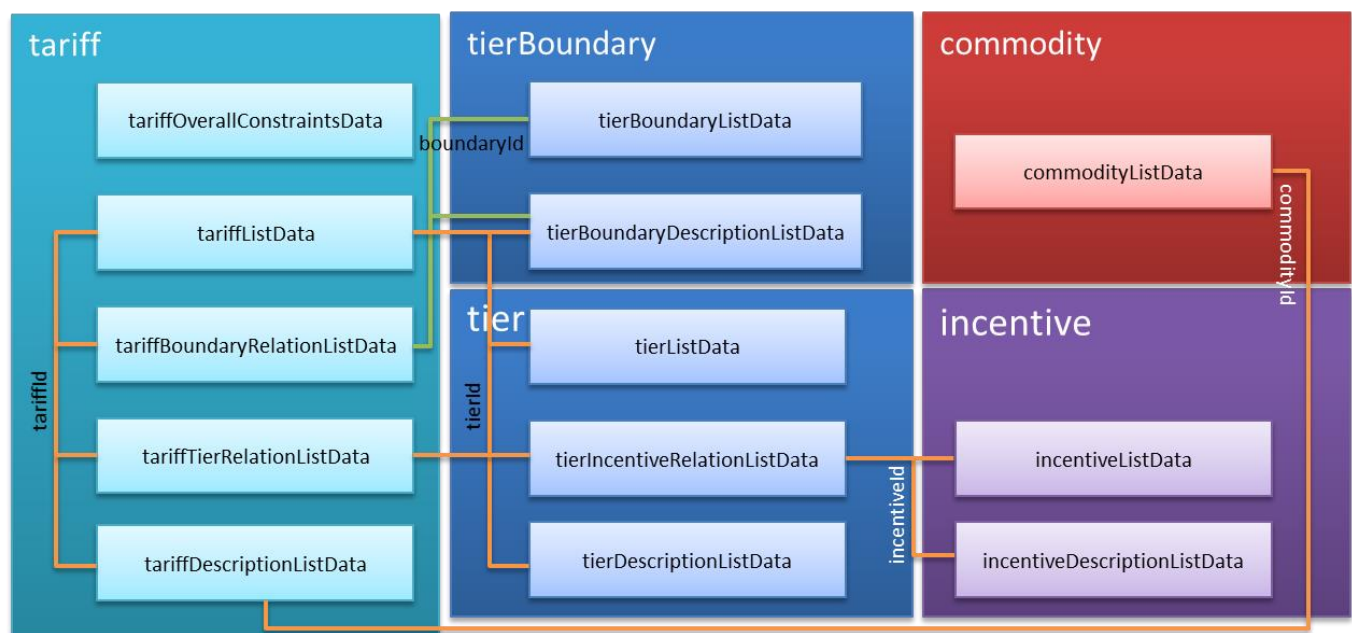 tariff
tariffOverallConstraintsData
tariffListData
tariffBoundaryRelationListData
tariffTierRelationListData
tariffDescriptionListData
tariffId
tierBoundary
boundaryId
tierBoundaryListData
tierBoundaryDescriptionListData
tier
tierId
tierListData
tierIncentiveRelationListData
tierDescriptionListData
commodity
commodityListData
commodityId
incentive
incentiveId
incentiveListData
incentiveDescriptionListData